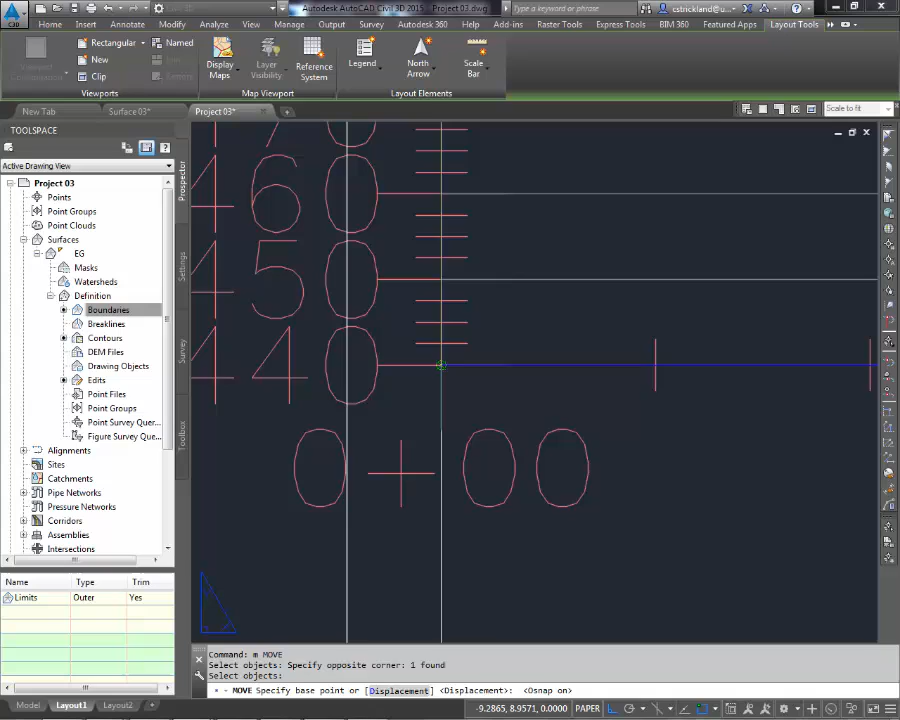 Autodesk AutoCAD Civil 3D 2015 - Project 03.dwg
Type a keyword or phrase
cstrickland@u...
C3D
Home Insert Annotate Modify Analyze View Manage Output Survey Autodesk 360 Help Add-ins Raster Tools Express Tools BIM 360 Featured Apps Layout Tools
Rectangular Named
New
Clip
Display Maps
Layer Visibility
Reference System
Legend
North Arrow
Scale Bar
Viewports Map Viewport Layout Elements
New Tab Surface 03* Project 03*
Scale to fit
TOOLSPACE
Active Drawing View
Project 03
Points
Point Groups
Point Clouds
Surfaces
EG
Masks
Watersheds
Definition
Boundaries
Breaklines
Contours
DEM Files
Drawing Objects
Edits
Point Files
Point Groups
Point Survey Quer...
Figure Survey Que...
Alignments
Sites
Catchments
Pipe Networks
Pressure Networks
Corridors
Assemblies
Intersections
Prospector
Settings
Survey
Toolbox
Name Type Trim
Limits Outer Yes
460
450
440
0+00
Command: m MOVE
Select objects: Specify opposite corner: 1 found
Select objects:
MOVE Specify base point or [Displacement] <Displacement>: <Osnap on>
Model Layout1 Layout2 +
-9.2865, 8.9571, 0.0000 PAPER